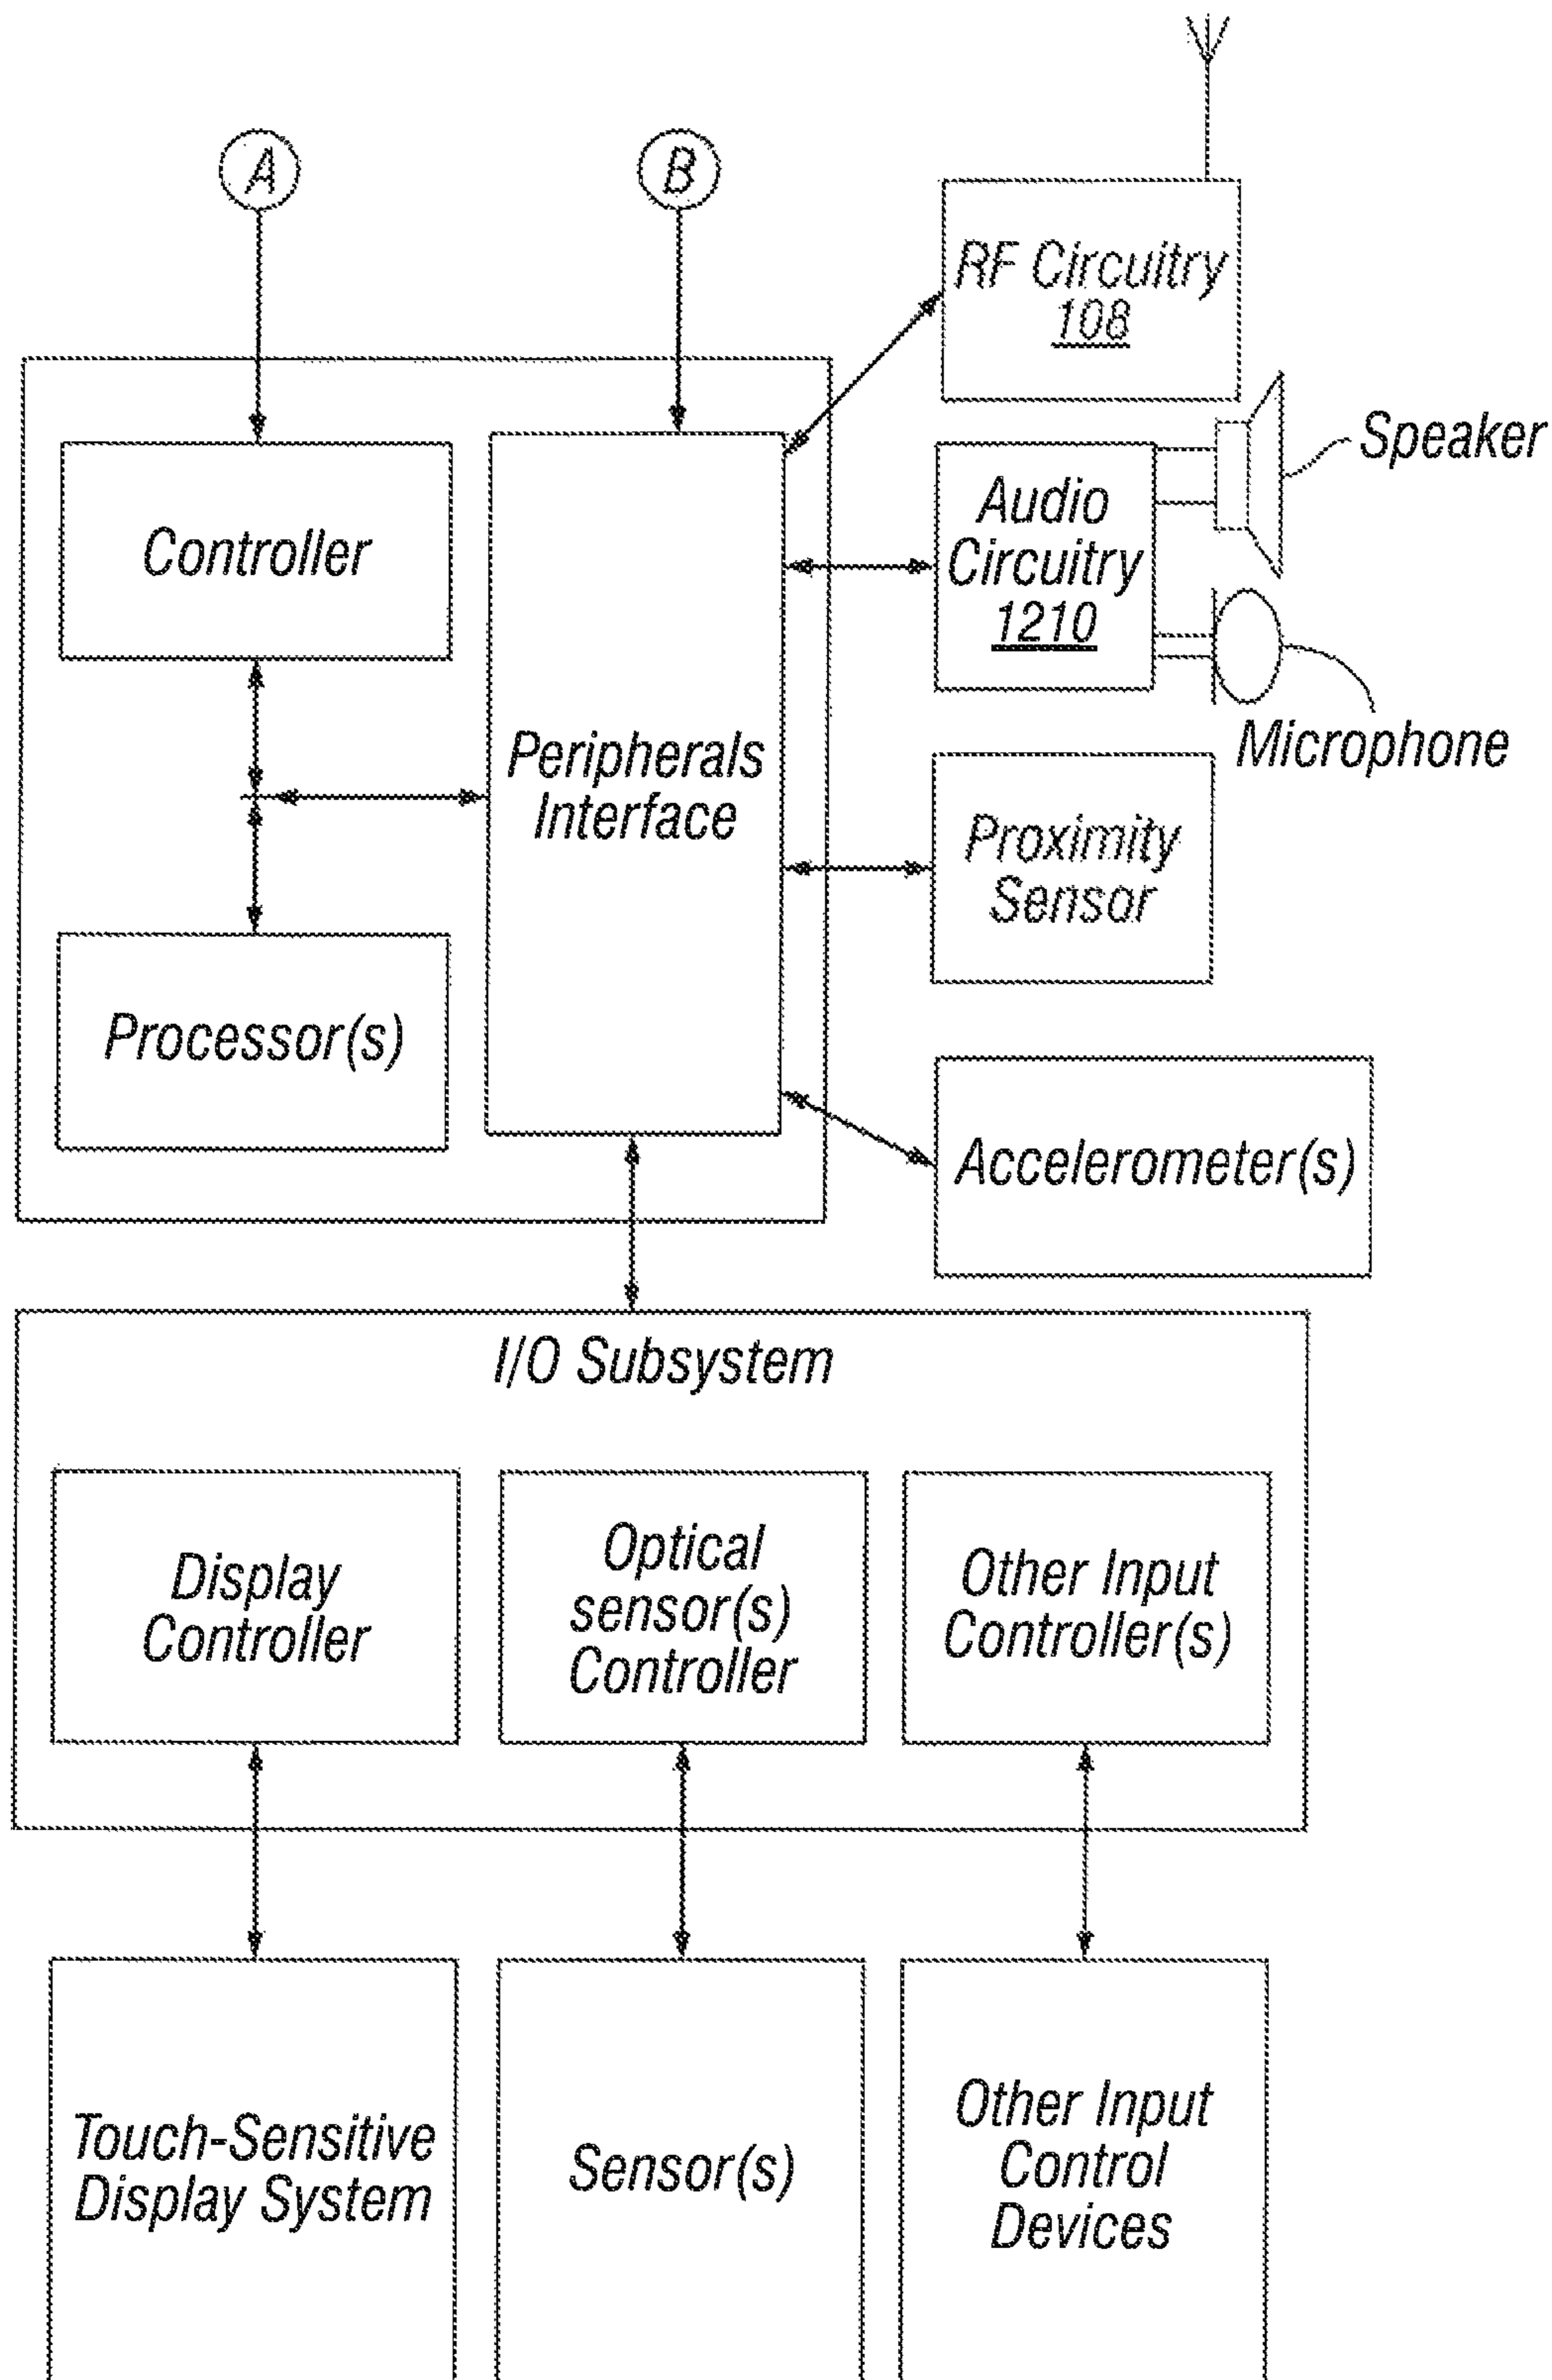 A
B
RF Circuitry
108
Speaker
Audio
Circuitry
1210
Controller
Microphone
Peripherals
Interface
Proximity
Sensor
Processor(s)
Accelerometer(s)
I/O Subsystem
Display
Controller
Optical
sensor(s)
Controller
Other Input
Controller(s)
Touch-Sensitive
Display System
Sensor(s)
Other Input
Control
Devices